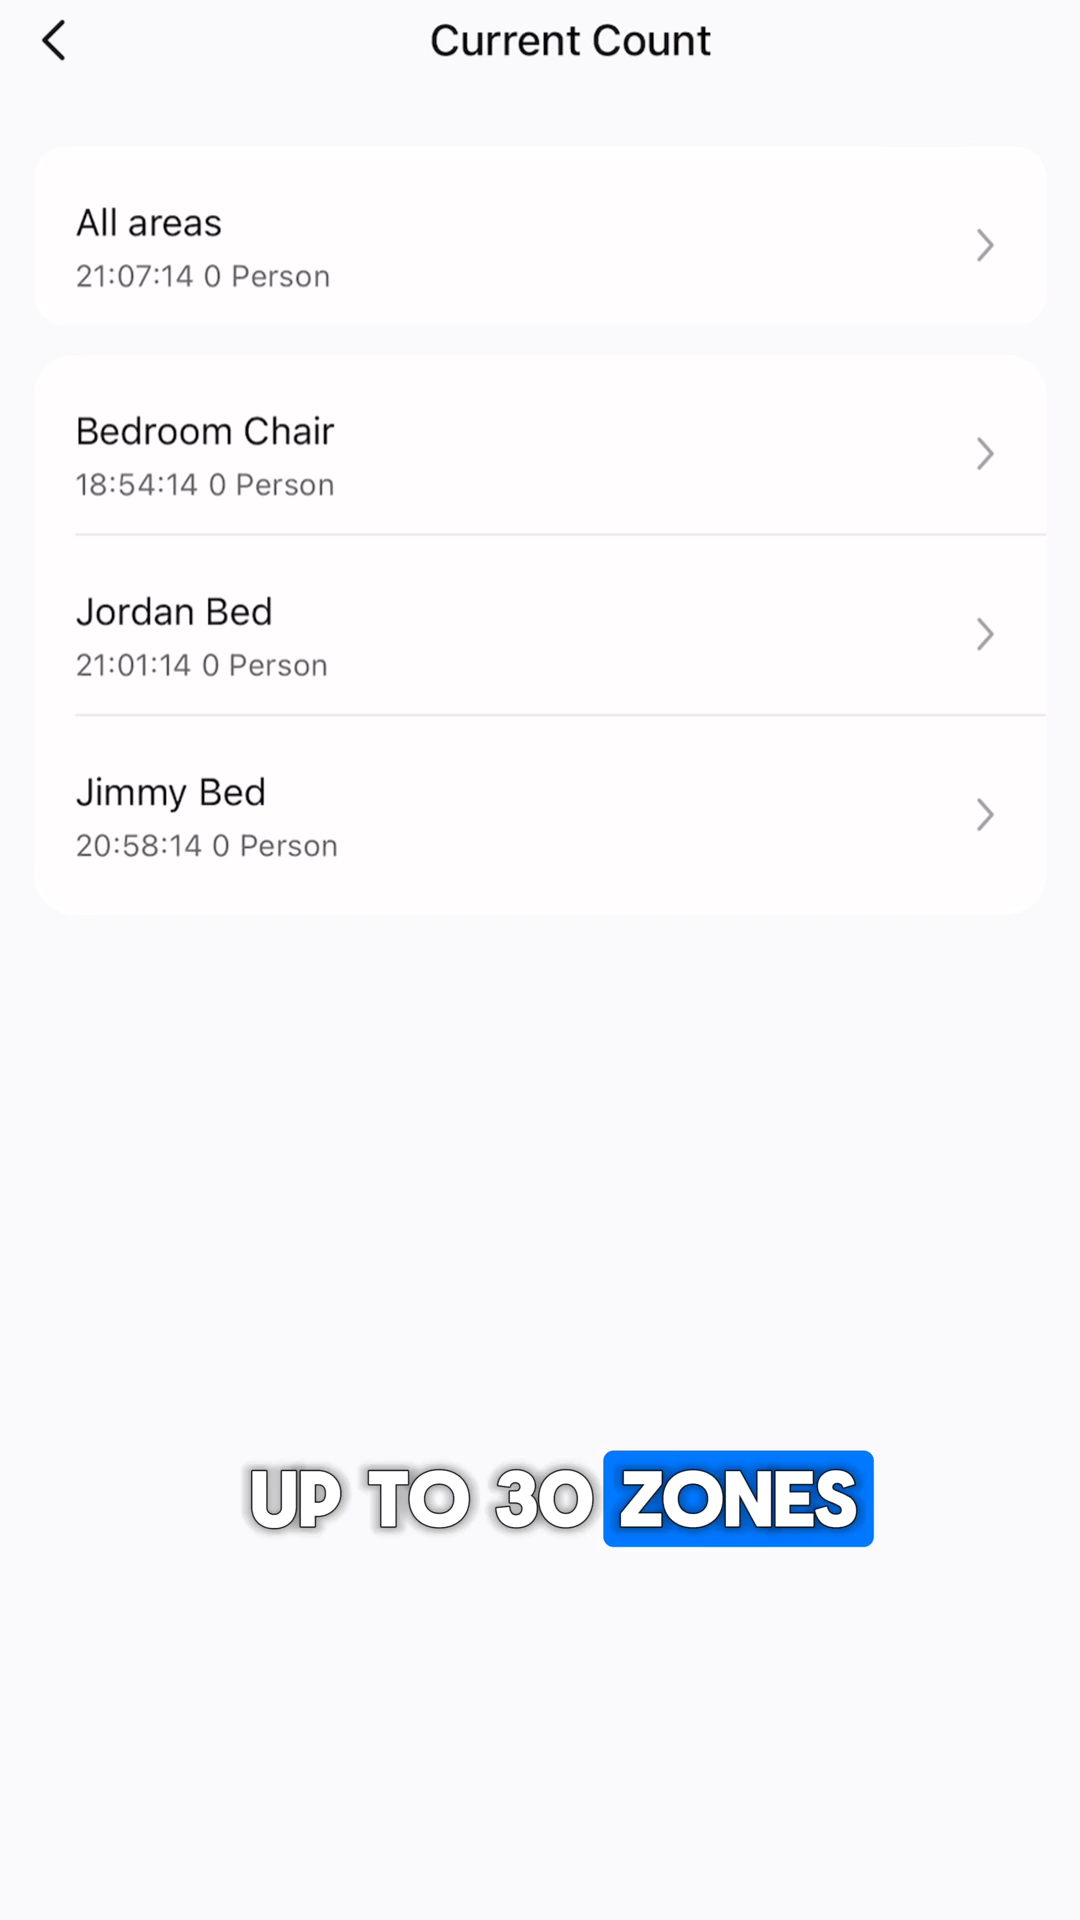 Current Count
All areas
21:07:14 0 Person
Bedroom Chair
18:54:14 0 Person
Jordan Bed
21:01:14 0 Person
Jimmy Bed
20:58:14 0 Person
UP TO 30 ZONES